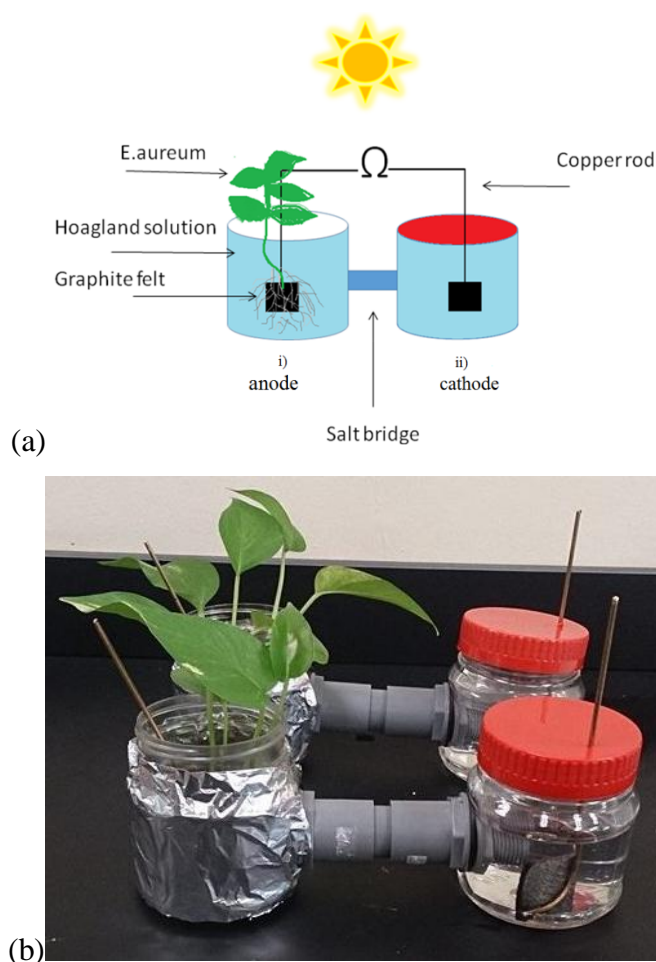 E.aureum
Ω
Copper rod
Hoagland solution
Graphite felt
i)
anode
ii)
cathode
Salt bridge
(a)
(b)